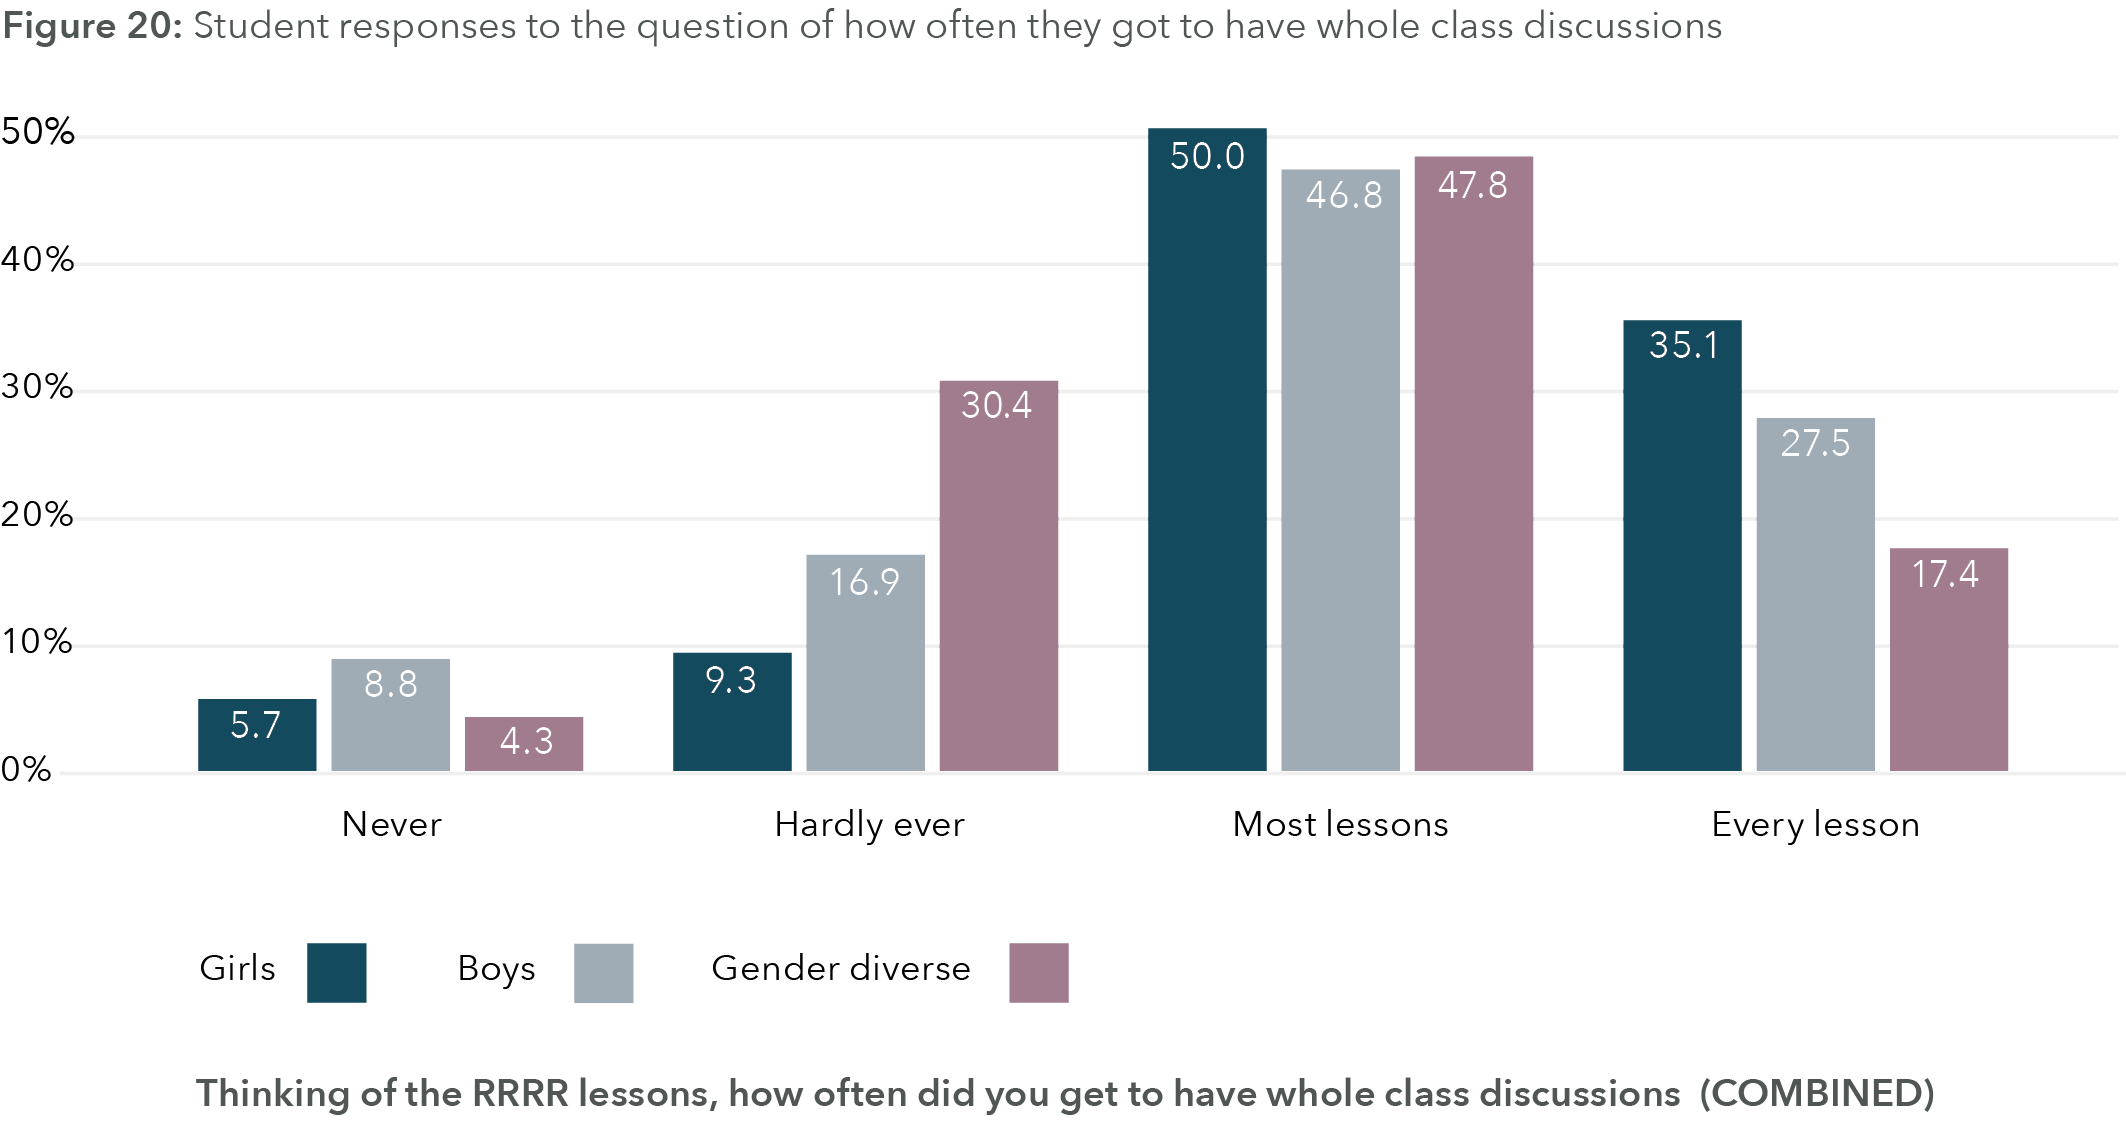 Figure 20: Student responses to the question of how often they got to have whole class discussions
50%
40%
30%
20%
10%
0%
5.7
8.8
4.3
9.3
16.9
30.4
50.0
46.8
47.8
35.1
27.5
17.4
Never
Hardly ever
Most lessons
Every lesson
Girls
Boys
Gender diverse
Thinking of the RRRR lessons, how often did you get to have whole class discussions (COMBINED)